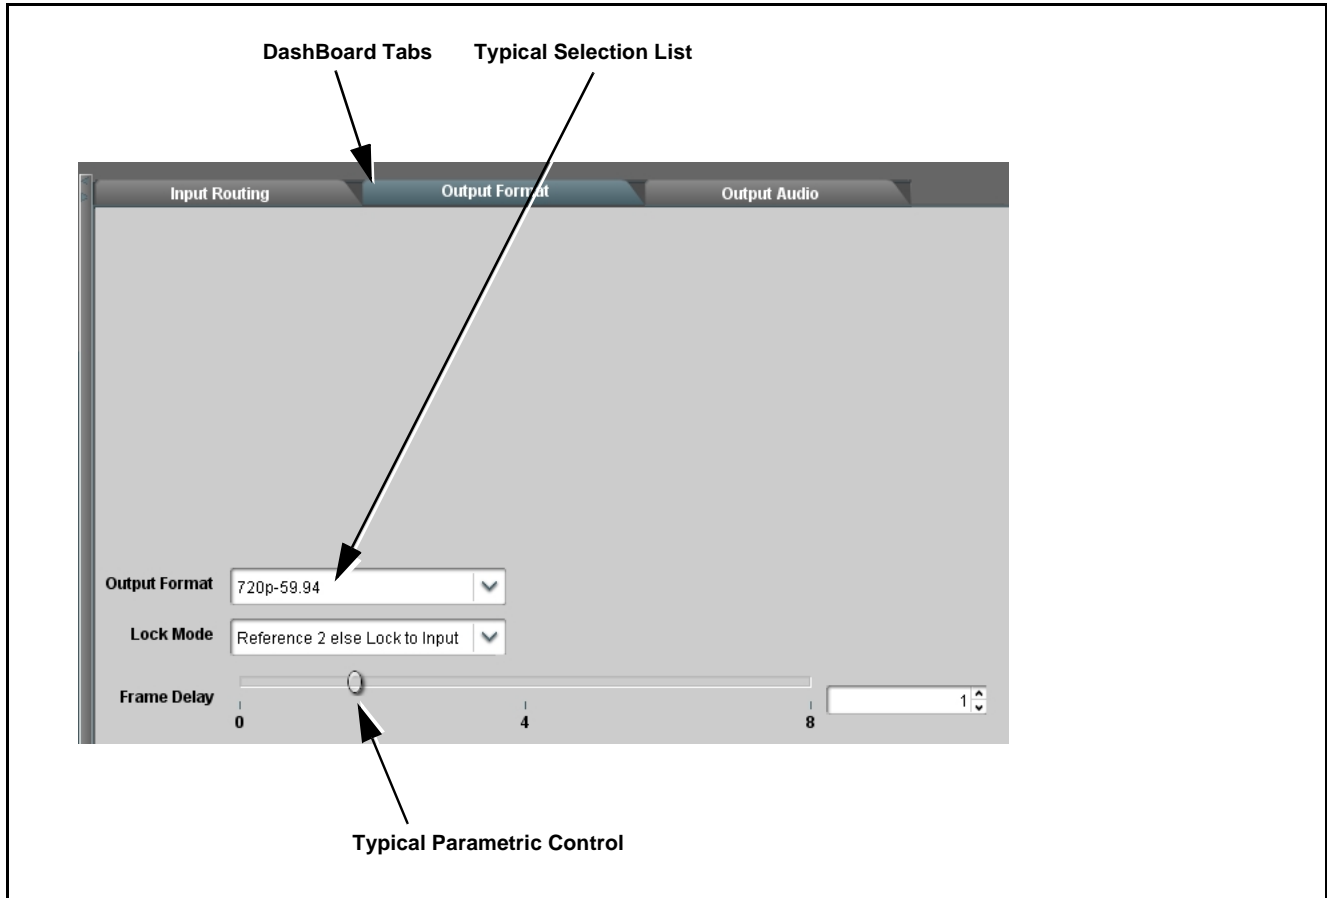 DashBoard Tabs Typical Selection List
Input Routing Output Format Output Audio
Output Format 720p-59.94
Lock Mode Reference 2 else Lock to Input
Frame Delay 1
0 4 8
Typical Parametric Control